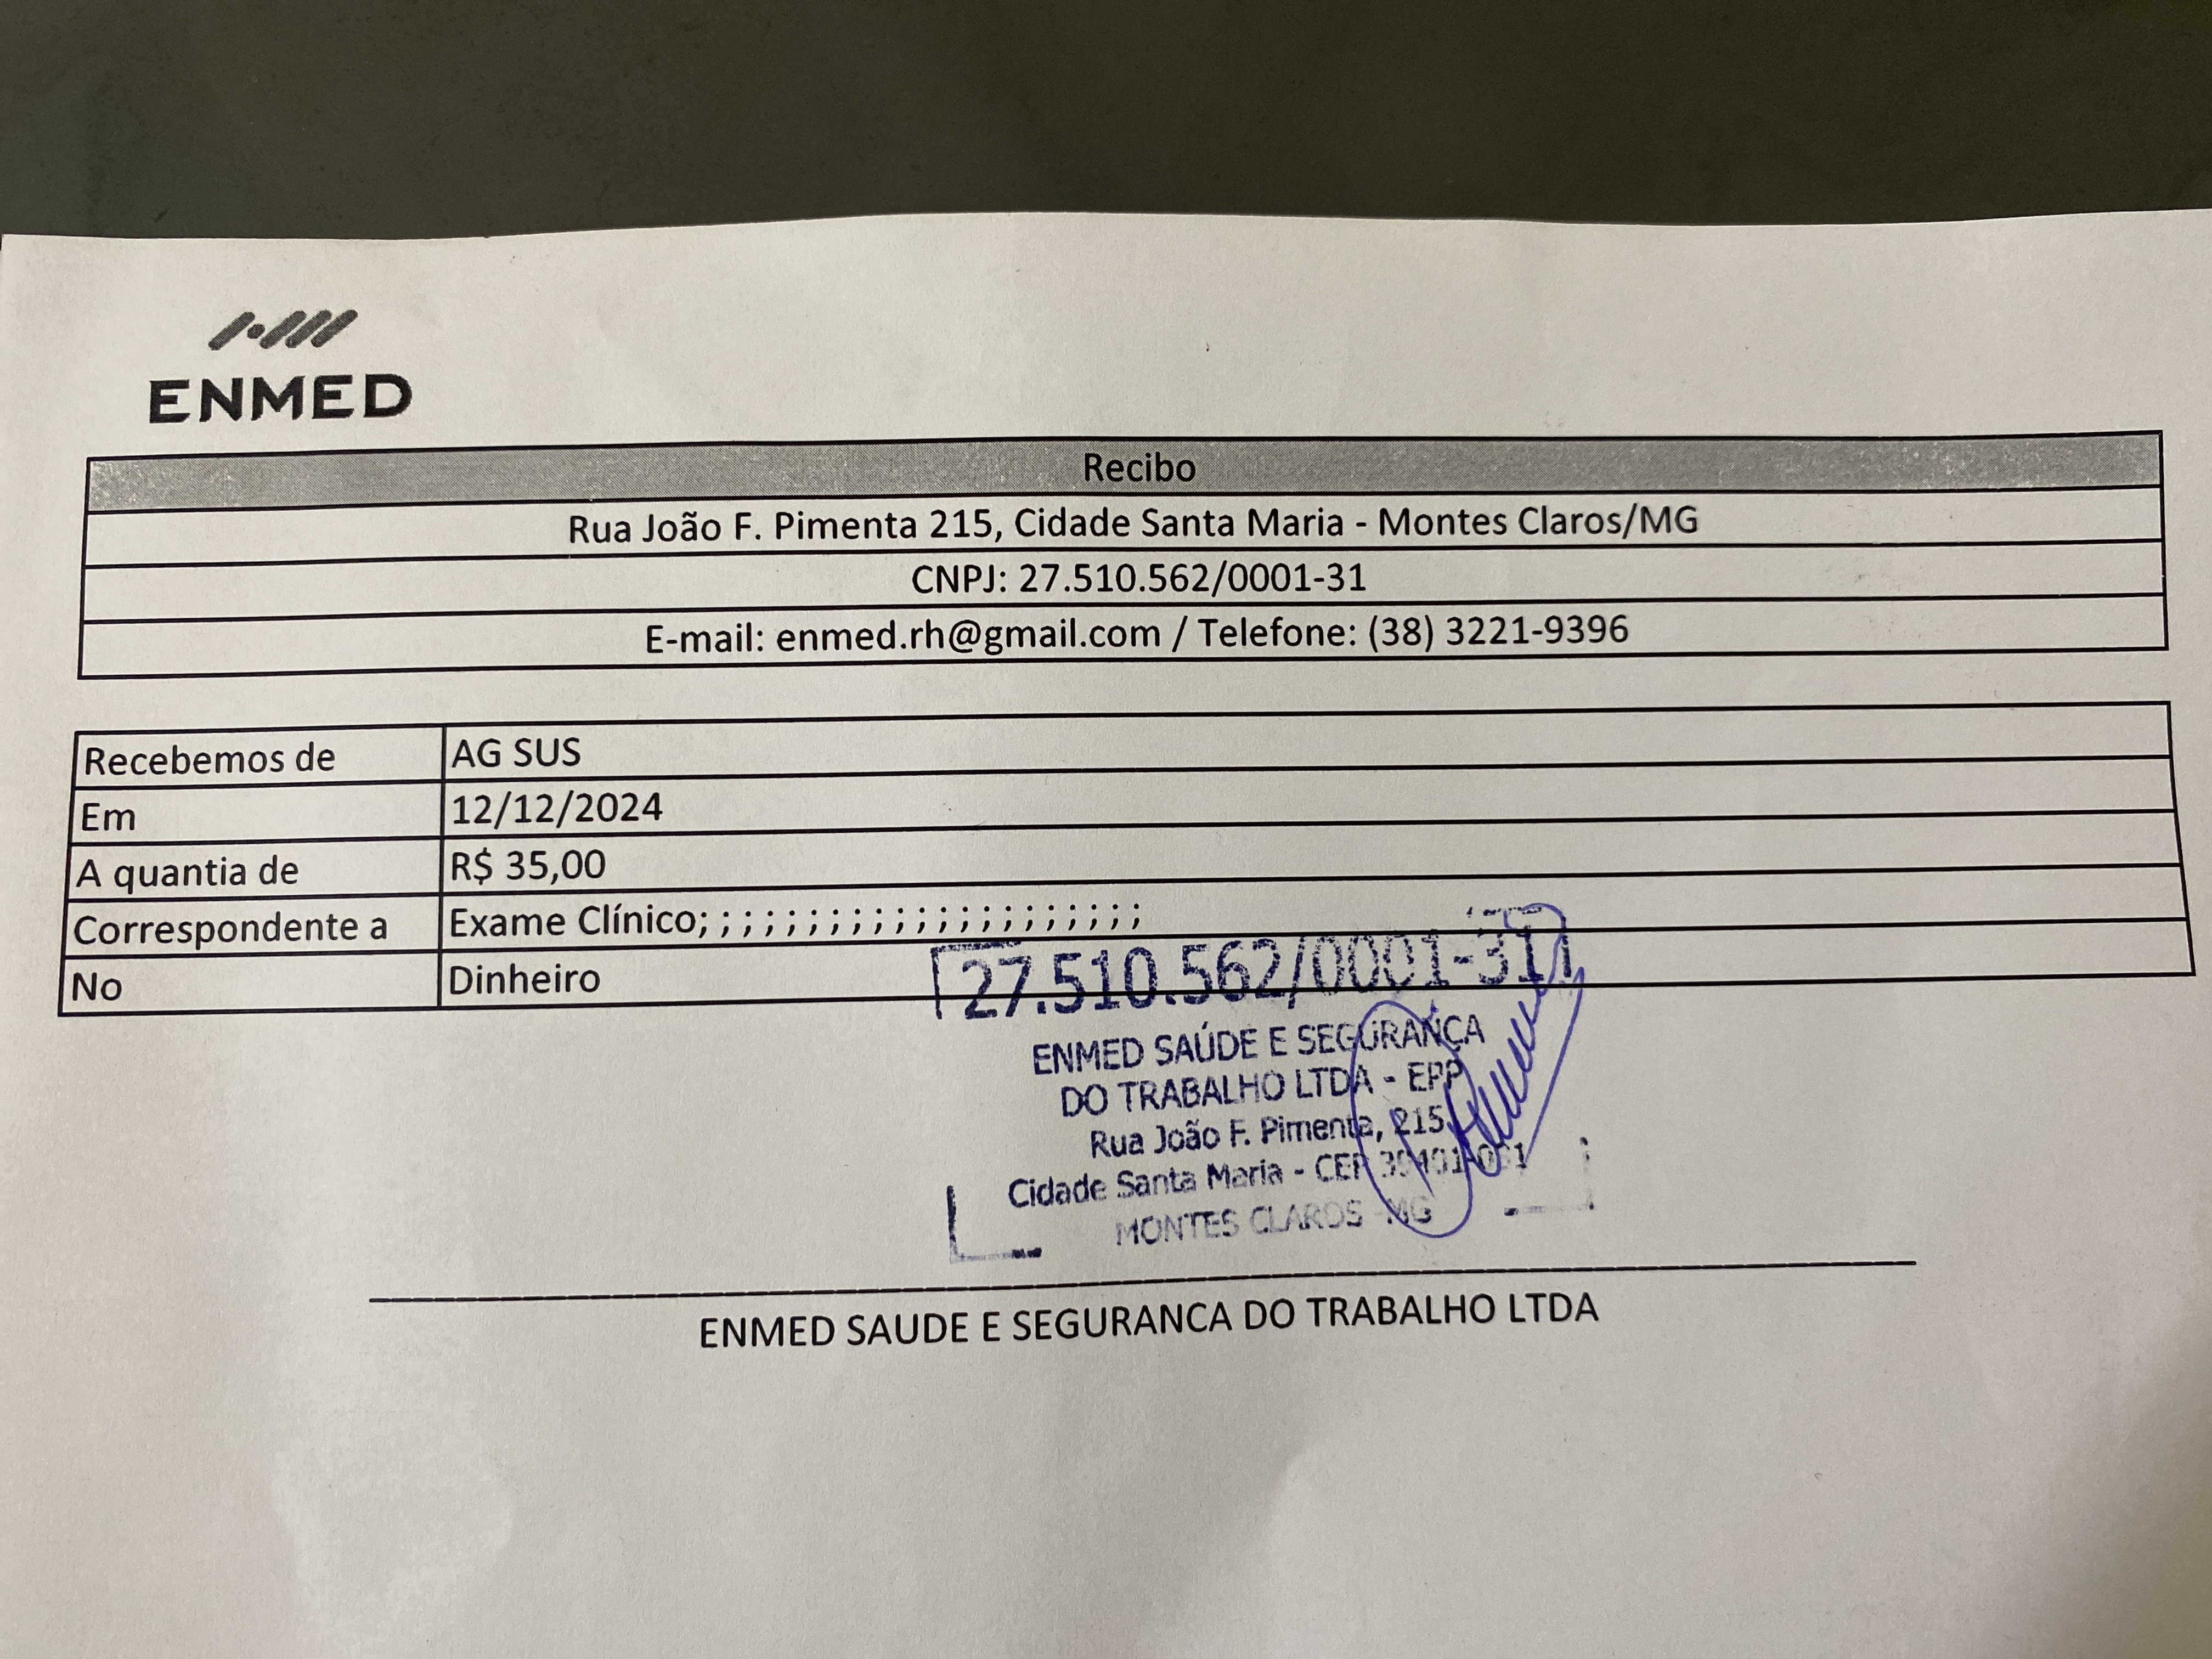 ENMED
Recibo
Rua João F. Pimenta 215, Cidade Santa Maria - Montes Claros/MG
CNPJ: 27.510.562/0001-31
E-mail: enmed.rh@gmail.com / Telefone: (38) 3221-9396
Recebemos de AG SUS
Em 12/12/2024
A quantia de R$ 35,00
Correspondente a Exame Clínico; ; ; ; ; ; ; ; ; ; ; ; ; ; ; ; ; ; ;
No Dinheiro
27.510.562/0001-31
ENMED SAÚDE E SEGURANÇA
DO TRABALHO LTDA - EPP
Rua João F. Pimenta, 215
Cidade Santa Maria - CEP
MONTES CLAROS - MG
ENMED SAUDE E SEGURANCA DO TRABALHO LTDA